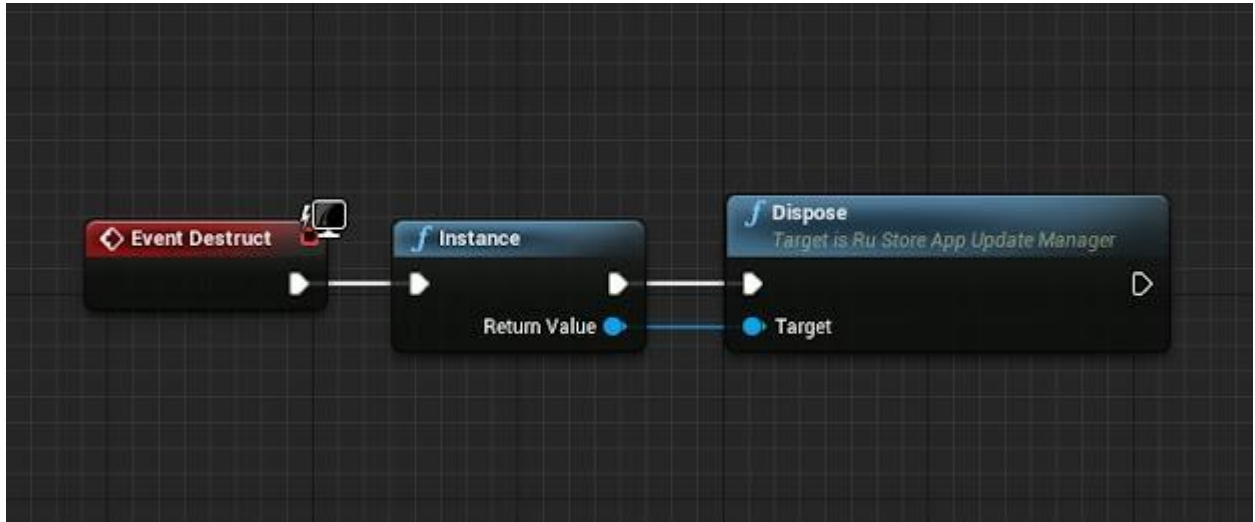 Event Destruct
Instance
Return Value
Dispose
Target is Ru Store App Update Manager
Target